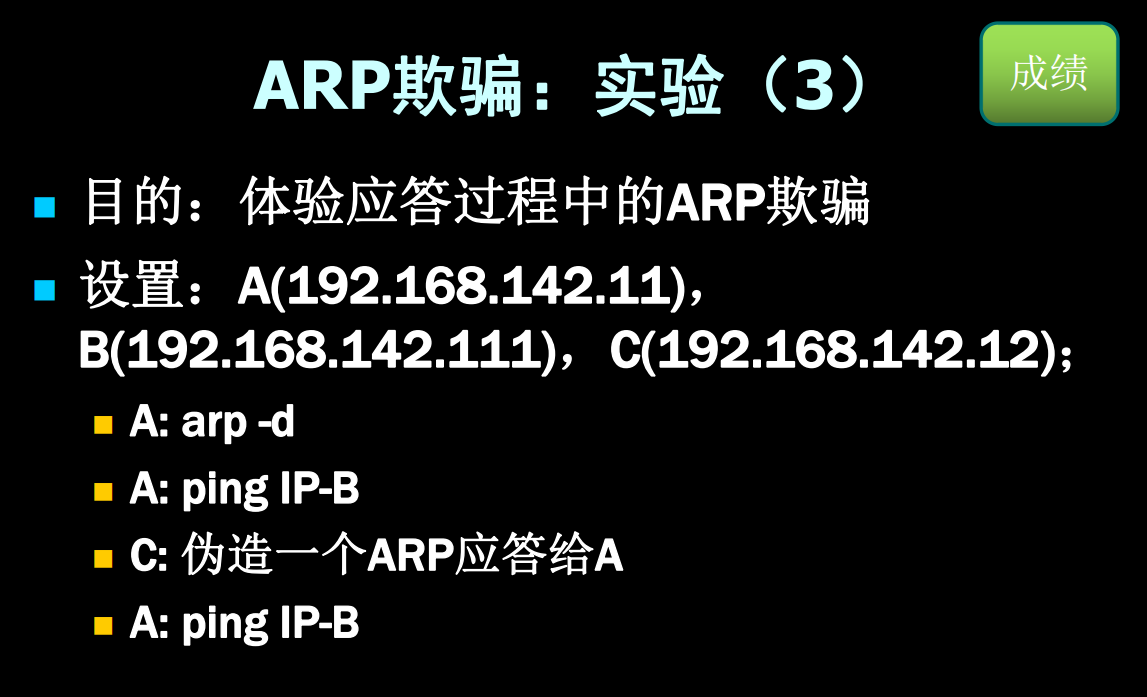 ARP欺骗：实验（3）
成绩
目的：体验应答过程中的ARP欺骗
设置：A(192.168.142.11)，
B(192.168.142.111)，C(192.168.142.12)；
A: arp -d
A: ping IP-B
C: 伪造一个ARP应答给A
A: ping IP-B